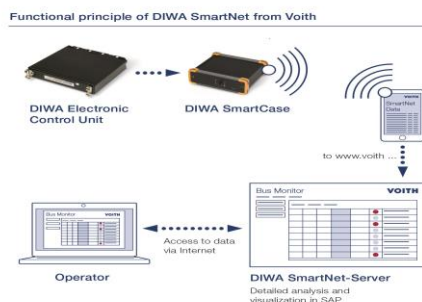 Functional principle of DIWA SmartNet from Voith
DIWA Electronic
Control Unit
DIWA SmartCase
VOITH
SmartNet
Data
to www.voith ...
Bus Monitor
VOITH
Bus Monitor
Access to data
via Internet
Operator
DIWA SmartNet-Server
Detailed analysis and
visualization in SAP